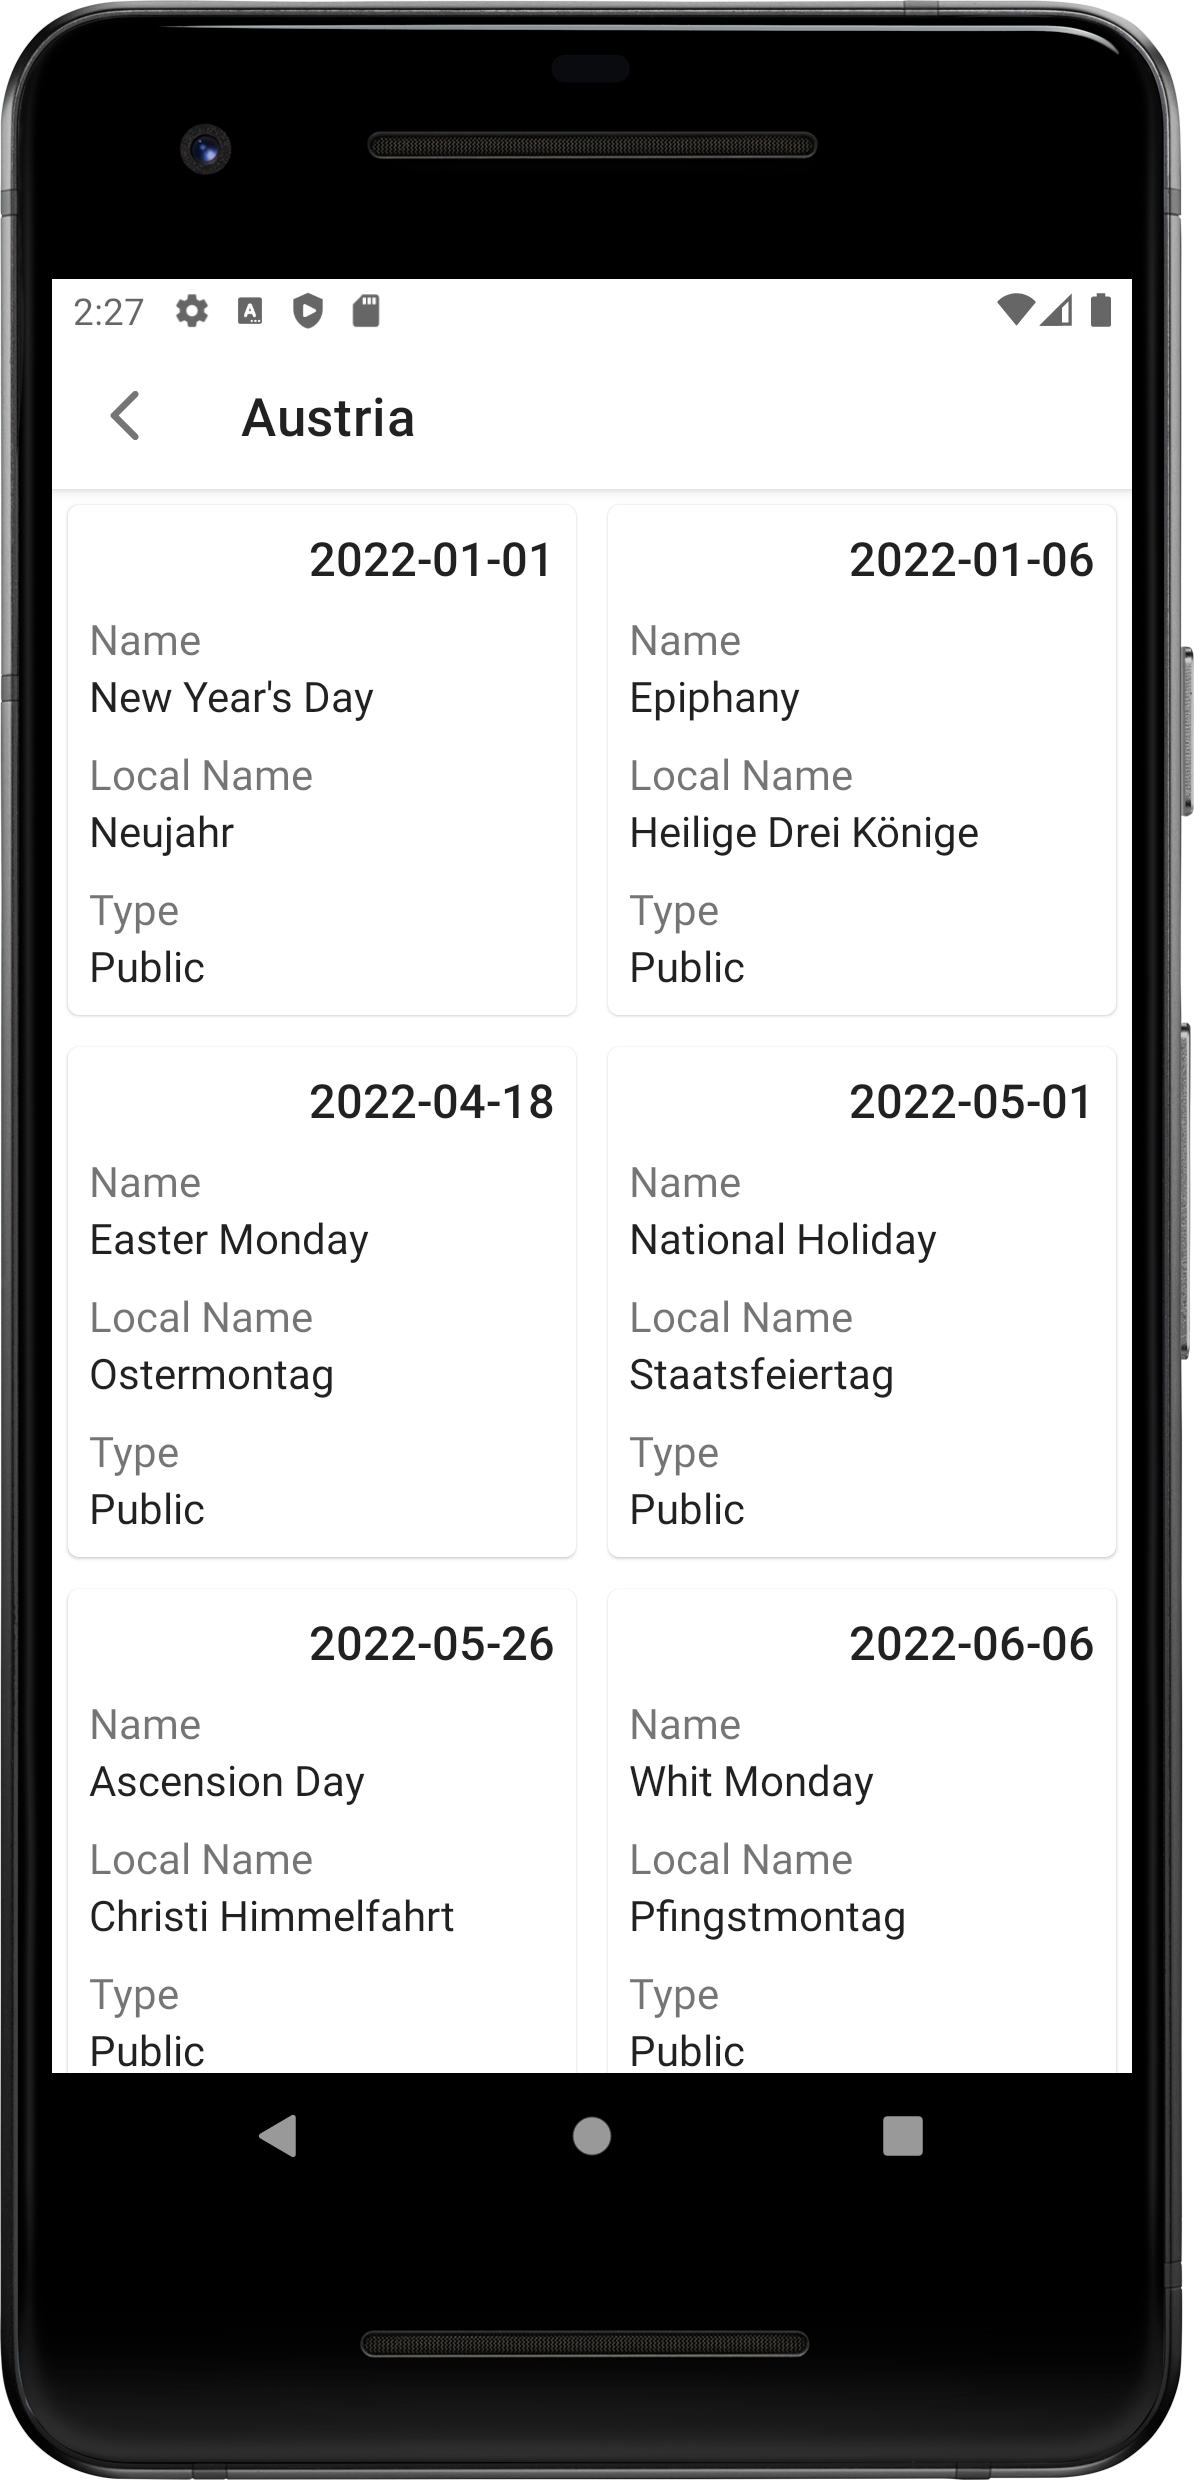 2:27
Austria
2022-01-01
Name
New Year's Day
Local Name
Neujahr
Type
Public
2022-01-06
Name
Epiphany
Local Name
Heilige Drei Könige
Type
Public
2022-04-18
Name
Easter Monday
Local Name
Ostermontag
Type
Public
2022-05-01
Name
National Holiday
Local Name
Staatsfeiertag
Type
Public
2022-05-26
Name
Ascension Day
Local Name
Christi Himmelfahrt
Type
Public
2022-06-06
Name
Whit Monday
Local Name
Pfingstmontag
Type
Public